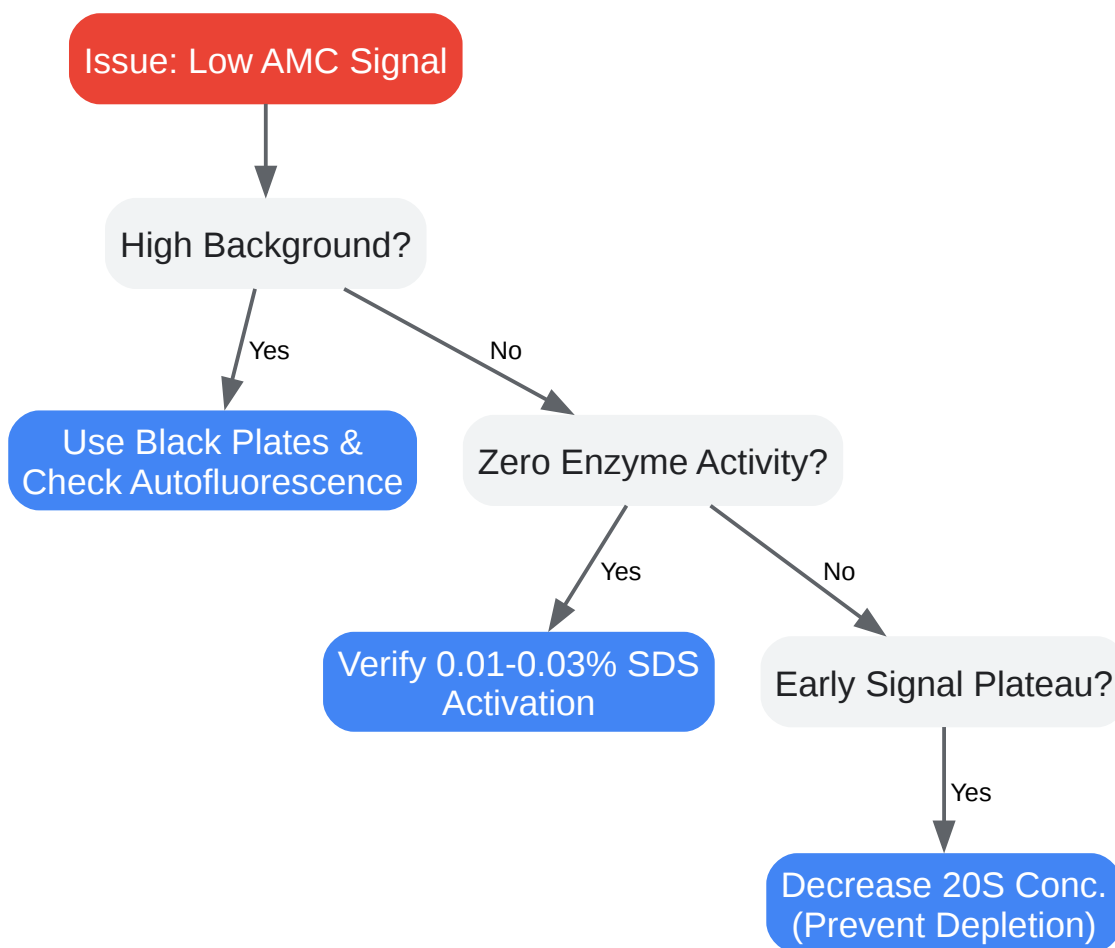 Issue: Low AMC Signal
High Background?
Yes
No
Use Black Plates &
Check Autofluorescence
Zero Enzyme Activity?
Yes
No
Verify 0.01-0.03% SDS
Activation
Early Signal Plateau?
Yes
Decrease 20S Conc.
(Prevent Depletion)